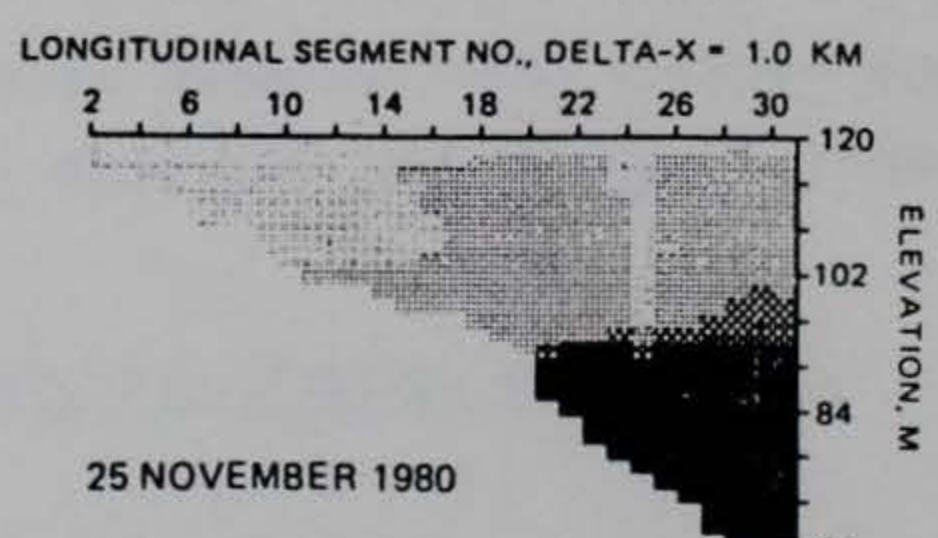 LONGITUDINAL SEGMENT NO., DELTA-X = 1.0 KM
2 6 10 14 18 22 26 30
120
102
84
ELEVATION, M
25 NOVEMBER 1980